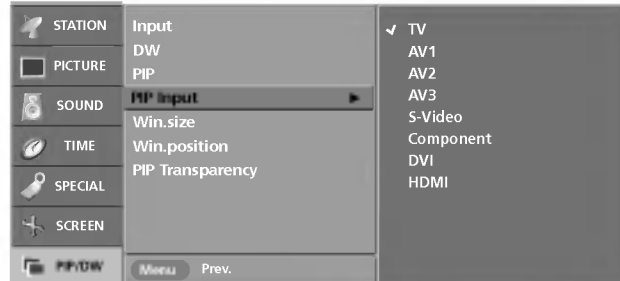 STATION
PICTURE
SOUND
TIME
SPECIAL
SCREEN
PIP/DW
Input
DW
PIP
PIP Input
Win.size
Win.position
PIP Transparency
Menu Prev.
TV
AV1
AV2
AV3
S-Video
Component
DVI
HDMI